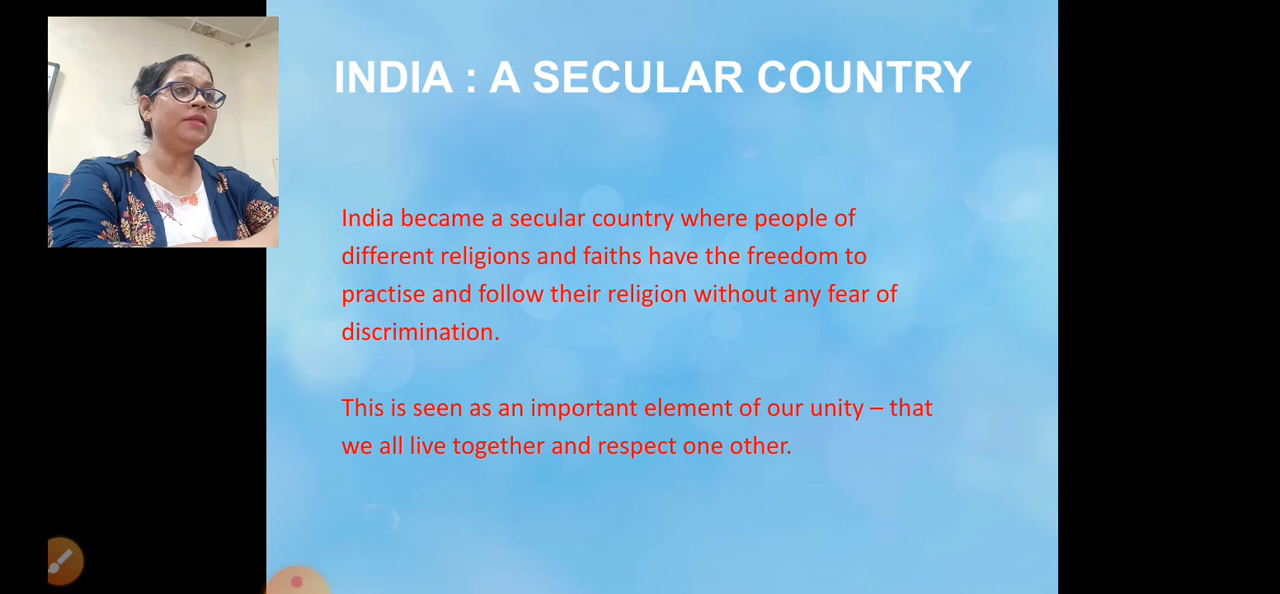 INDIA : A SECULAR COUNTRY
India became a secular country where people of
different religions and faiths have the freedom to
practise and follow their religion without any fear of
discrimination.
This is seen as an important element of our unity – that
we all live together and respect one other.